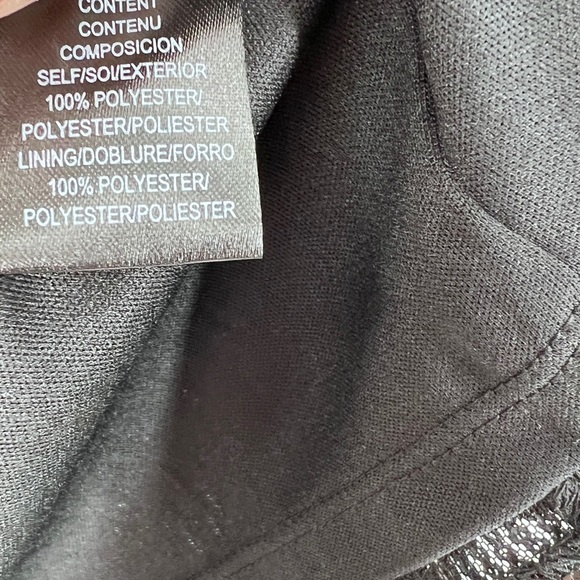 CONTENT
CONTENU
COMPOSICION
SELF/SOI/EXTERIOR
100% POLYESTER/
POLYESTER/POLIESTER
LINING/DOBLURE/FORRO
100% POLYESTER/
POLYESTER/POLIESTER